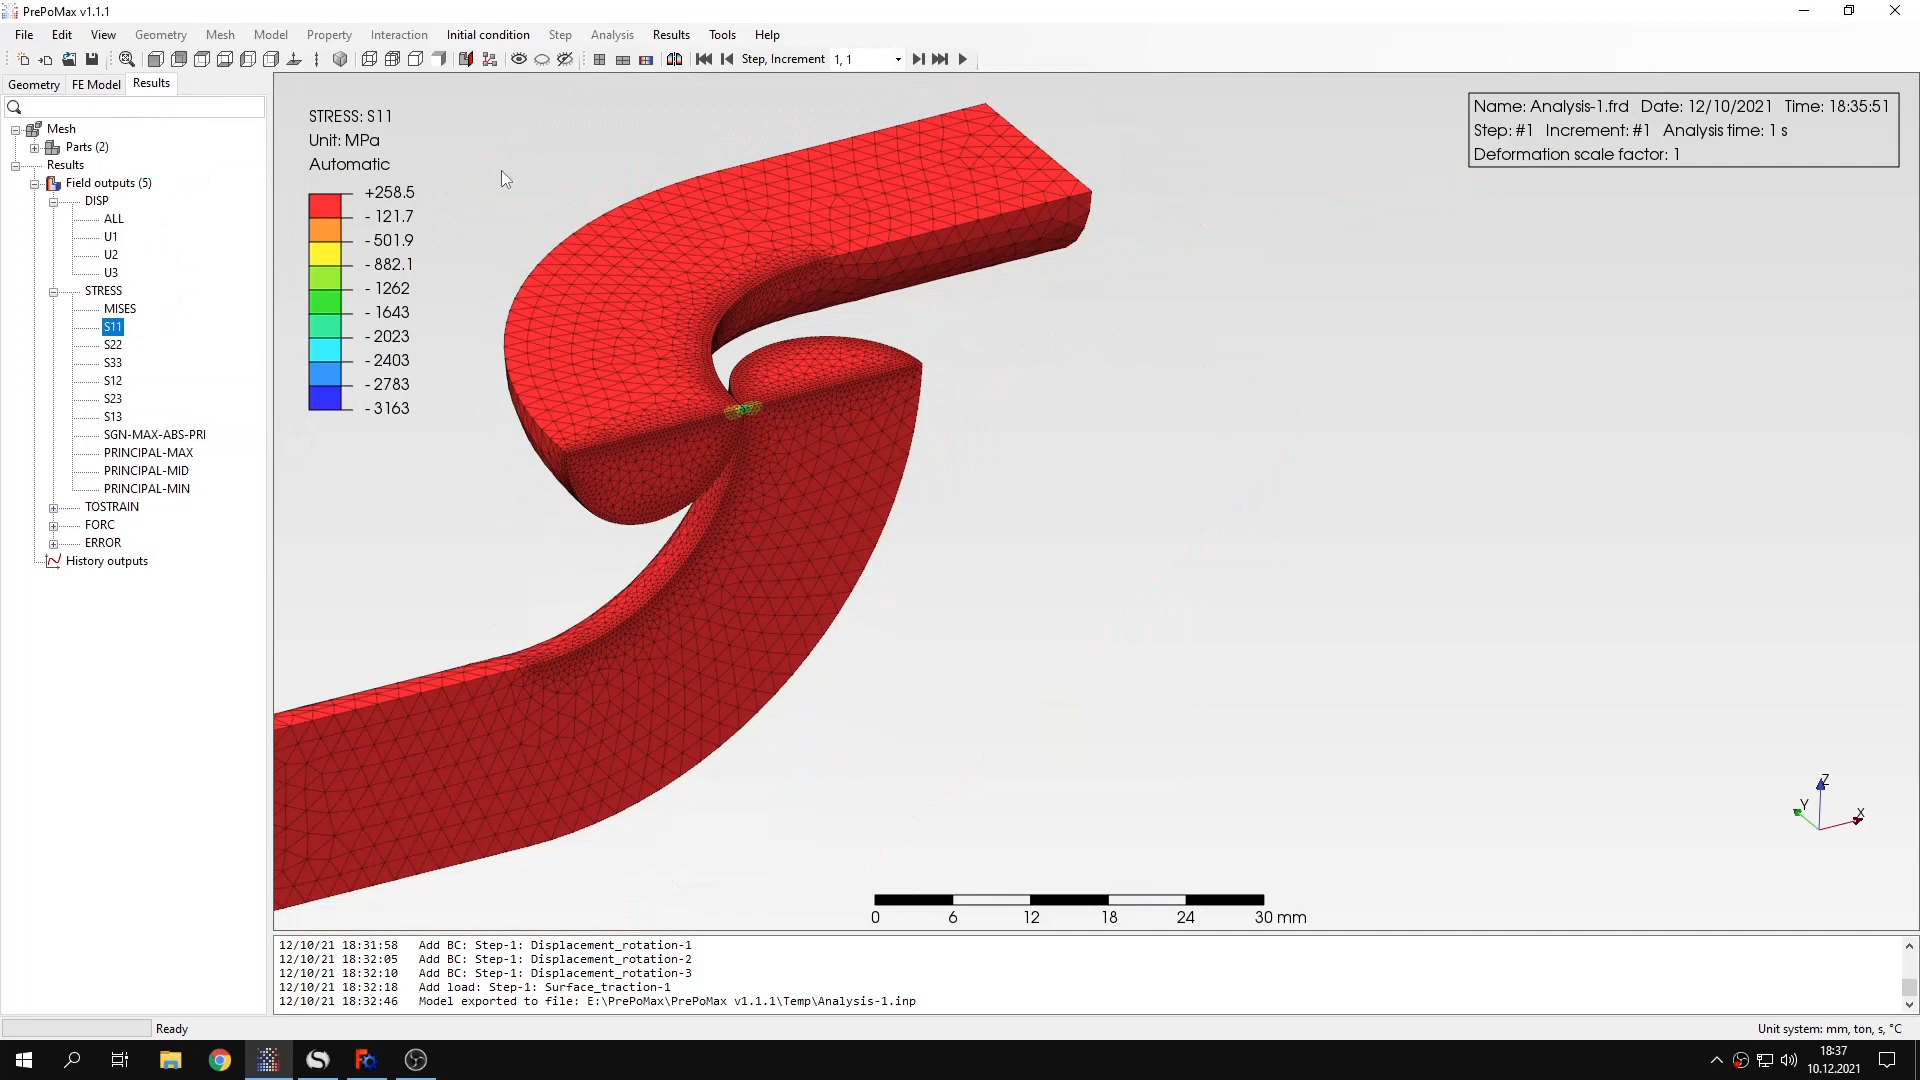 PrePoMax v1.1.1
File Edit View Geometry Mesh Model Property Interaction Initial condition Step Analysis Results Tools Help
Step, Increment 1, 1
Geometry FE Model Results
Mesh
Parts (2)
Results
Field outputs (5)
DISP
ALL
U1
U2
U3
STRESS
MISES
S11
S22
S33
S12
S23
S13
SGN-MAX-ABS-PRI
PRINCIPAL-MAX
PRINCIPAL-MID
PRINCIPAL-MIN
TOSTRAIN
FORC
ERROR
History outputs
STRESS: S11
Unit: MPa
Automatic
+258.5
-121.7
-501.9
-882.1
-1262
-1643
-2023
-2403
-2783
-3163
Name: Analysis-1.frd Date: 12/10/2021 Time: 18:35:51
Step: #1 Increment: #1 Analysis time: 1 s
Deformation scale factor: 1
Z
Y
X
0 6 12 18 24 30 mm
12/10/21 18:31:58 Add BC: Step-1: Displacement_rotation-1
12/10/21 18:32:05 Add BC: Step-1: Displacement_rotation-2
12/10/21 18:32:10 Add BC: Step-1: Displacement_rotation-3
12/10/21 18:32:18 Add load: Step-1: Surface_traction-1
12/10/21 18:32:46 Model exported to file: E:\PrePoMax\PrePoMax v1.1.1\Temp\Analysis-1.inp
Ready
Unit system: mm, ton, s, °C
18:37
10.12.2021